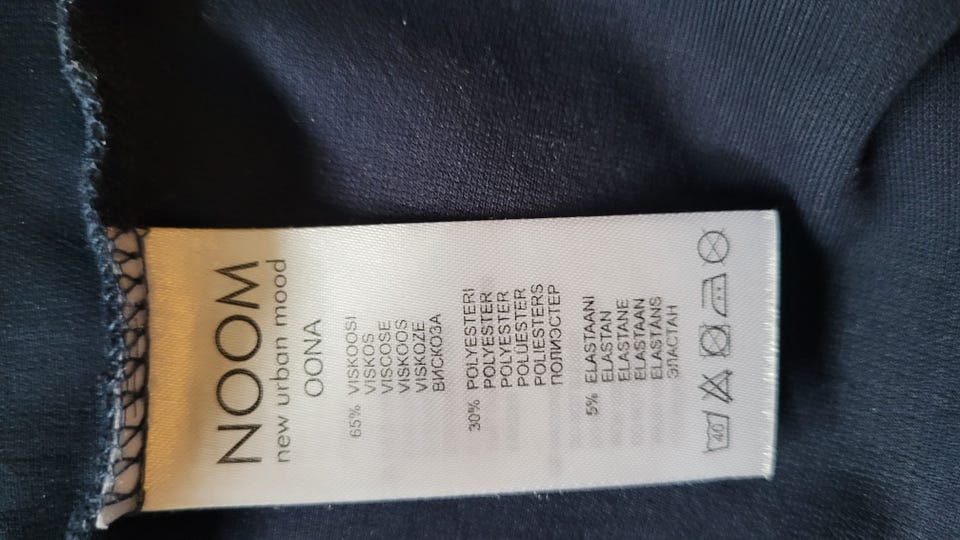 NOOM
new urban mood
OONA
65% VISKOOSI
VISKOS
VISCOSE
VISKOOS
VISKOZE
ВИСКОЗА
30% POLYESTERI
POLYESTER
POLYESTER
POLÜESTER
POLIESTERS
ПОЛИЭСТЕР
5% ELASTAANI
ELASTAN
ELASTANE
ELASTAAN
ELASTANS
ЭЛАСТАН
40